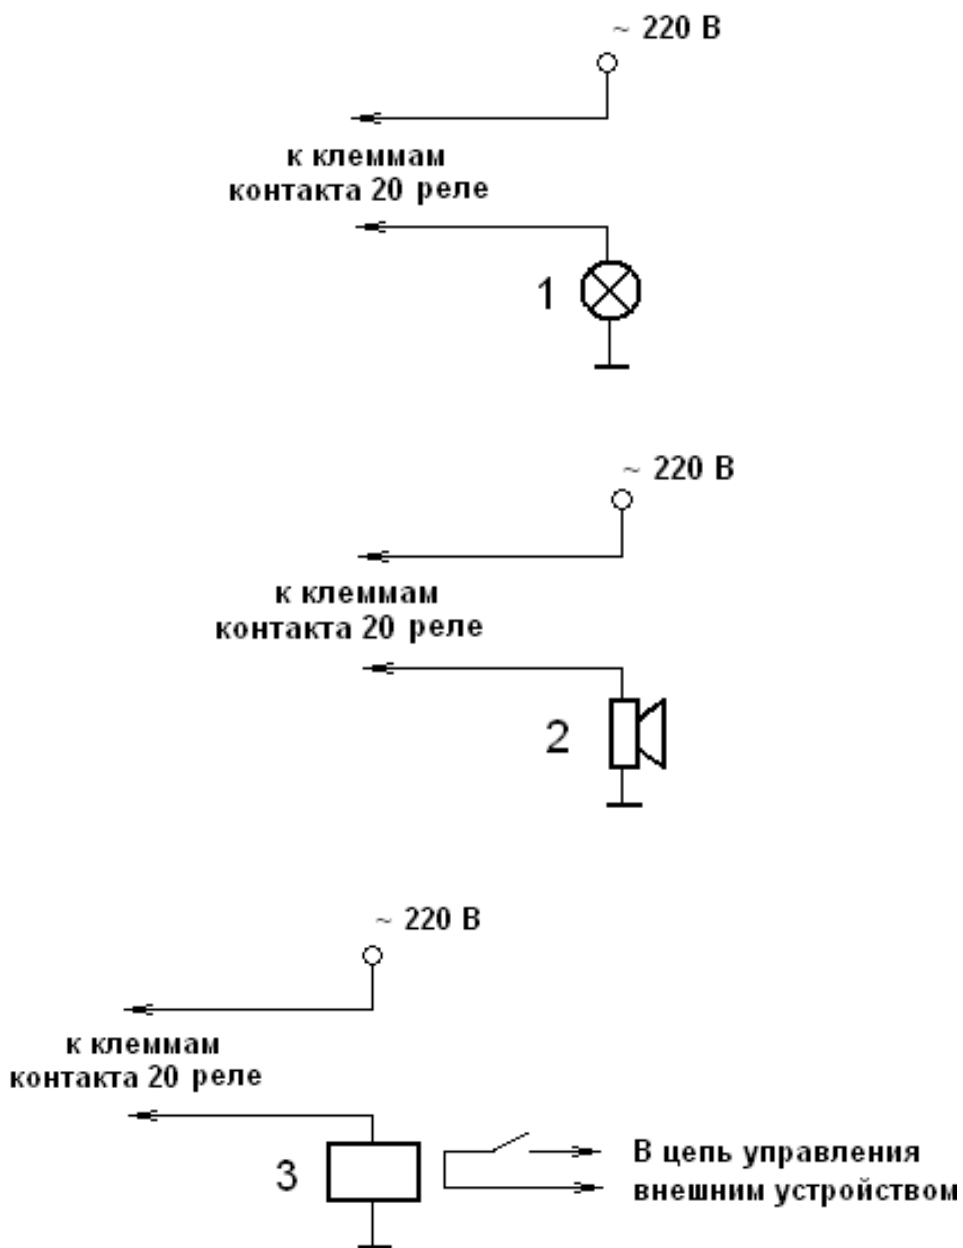 ~ 220 В
к клеммам
контакта 20 реле
1
~ 220 В
к клеммам
контакта 20 реле
2
~ 220 В
к клеммам
контакта 20 реле
3
В цепь управления
внешним устройством